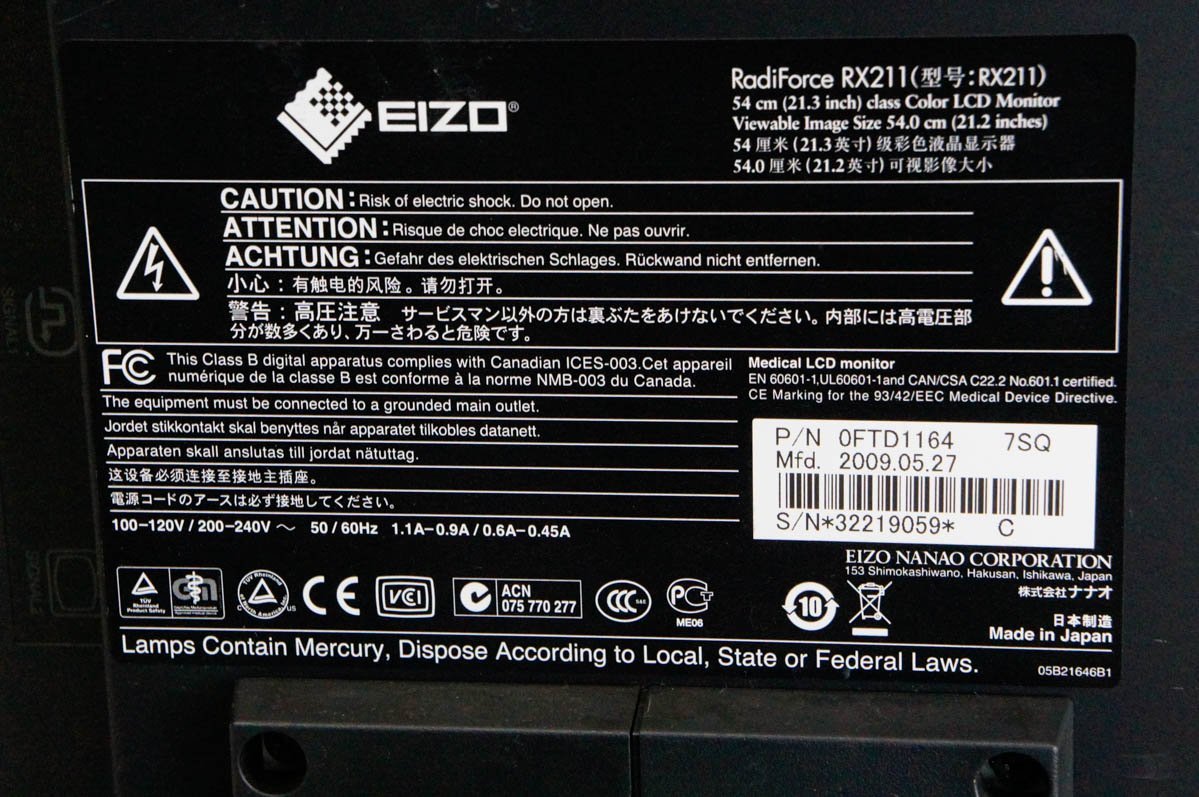 EIZO®
RadiForce RX211(型号:RX211)
54 cm (21.3 inch) class Color LCD Monitor
Viewable Image Size 54.0 cm (21.2 inches)
54 厘米 (21.3英寸) 级彩色液晶显示器
54.0 厘米 (21.2英寸) 可视影像大小
CAUTION : Risk of electric shock. Do not open.
ATTENTION : Risque de choc electrique. Ne pas ouvrir.
ACHTUNG : Gefahr des elektrischen Schlages. Rückwand nicht entfernen.
小心 : 有触电的风险。请勿打开。
警告 : 高圧注意 サービスマン以外の方は裏ぶたをあけないでください。内部には高電圧部
分が数多くあり、万一さわると危険です。
FC This Class B digital apparatus complies with Canadian ICES-003.Cet appareil
numérique de la classe B est conforme à la norme NMB-003 du Canada.
The equipment must be connected to a grounded main outlet.
Jordet stikkontakt skal benyttes når apparatet tilkobles datanett.
Apparaten skall anslutas till jordat nätuttag.
这设备必须连接至接地主插座。
電源コードのアースは必ず接地してください。
100-120V / 200-240V ～ 50 / 60Hz 1.1A-0.9A / 0.6A-0.45A
Medical LCD monitor
EN 60601-1,UL60601-1and CAN/CSA C22.2 No.601.1 certified.
CE Marking for the 93/42/EEC Medical Device Directive.
P/N 0FTD1164 7SQ
Mfd. 2009.05.27
S/N*32219059* C
EIZO NANAO CORPORATION
153 Shimokashiwano, Hakusan, Ishikawa, Japan
株式会社ナナオ
日本制造
Made in Japan
TÜV
Rheinland
Product Safety
GM
TÜV Rheinland
of North America
C US
CE
VCI
ACN
075 770 277
CCC
S&E
PCT
ME06
10
Lamps Contain Mercury, Dispose According to Local, State or Federal Laws.
05B21646B1
SIGNAL1
SIGNAL2